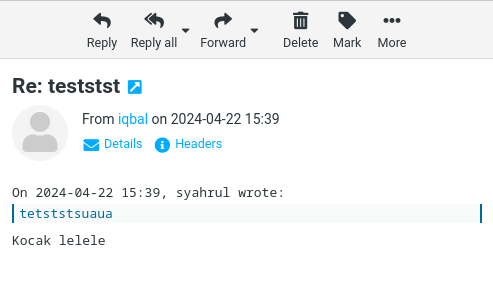 Reply Reply all Forward Delete Mark More
Re: teststst
From iqbal on 2024-04-22 15:39
Details Headers
On 2024-04-22 15:39, syahrul wrote:
tetststsuaua
Kocak lelele